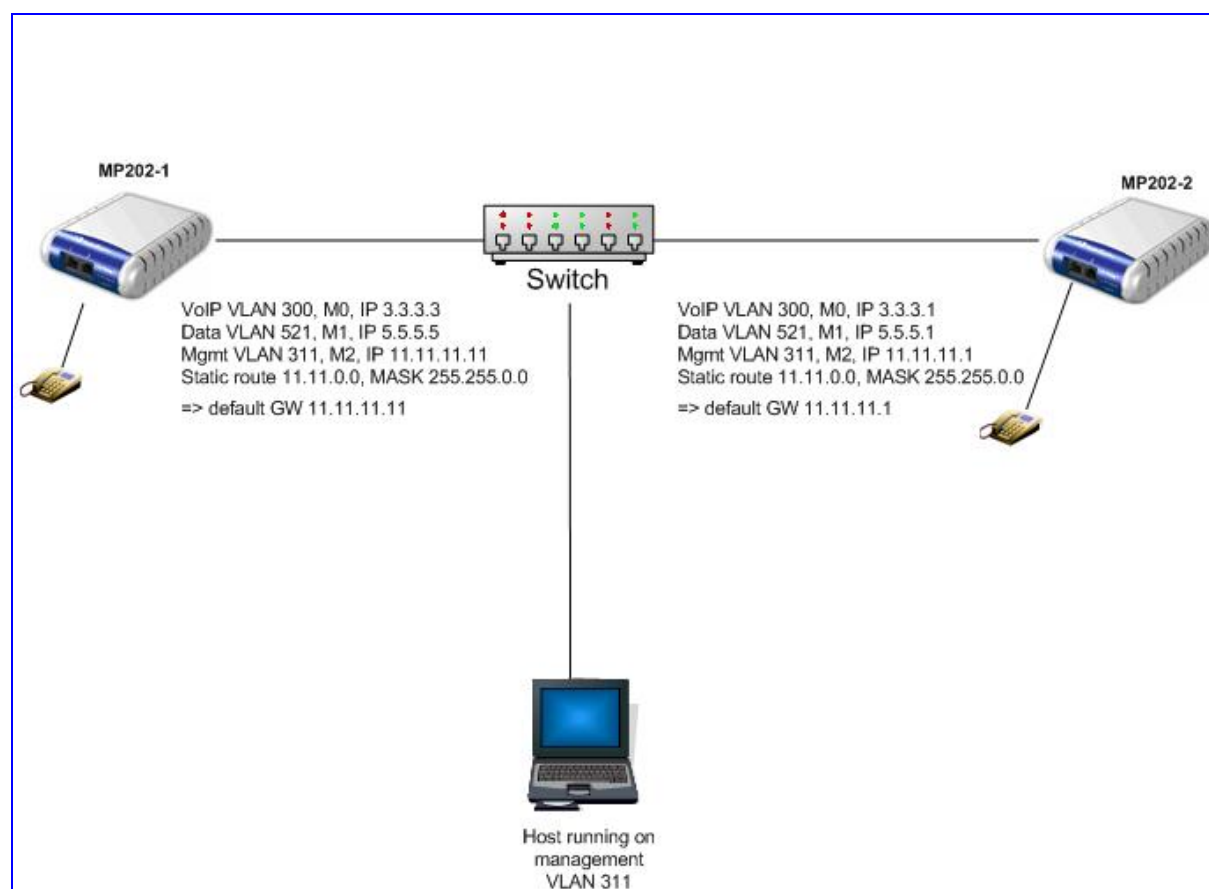 MP202-1
MP202-2
Switch
VoIP VLAN 300, M0, IP 3.3.3.3
Data VLAN 521, M1, IP 5.5.5.5
Mgmt VLAN 311, M2, IP 11.11.11.11
Static route 11.11.0.0, MASK 255.255.0.0
=> default GW 11.11.11.11
VoIP VLAN 300, M0, IP 3.3.3.1
Data VLAN 521, M1, IP 5.5.5.1
Mgmt VLAN 311, M2, IP 11.11.11.1
Static route 11.11.0.0, MASK 255.255.0.0
=> default GW 11.11.11.1
Host running on
management
VLAN 311